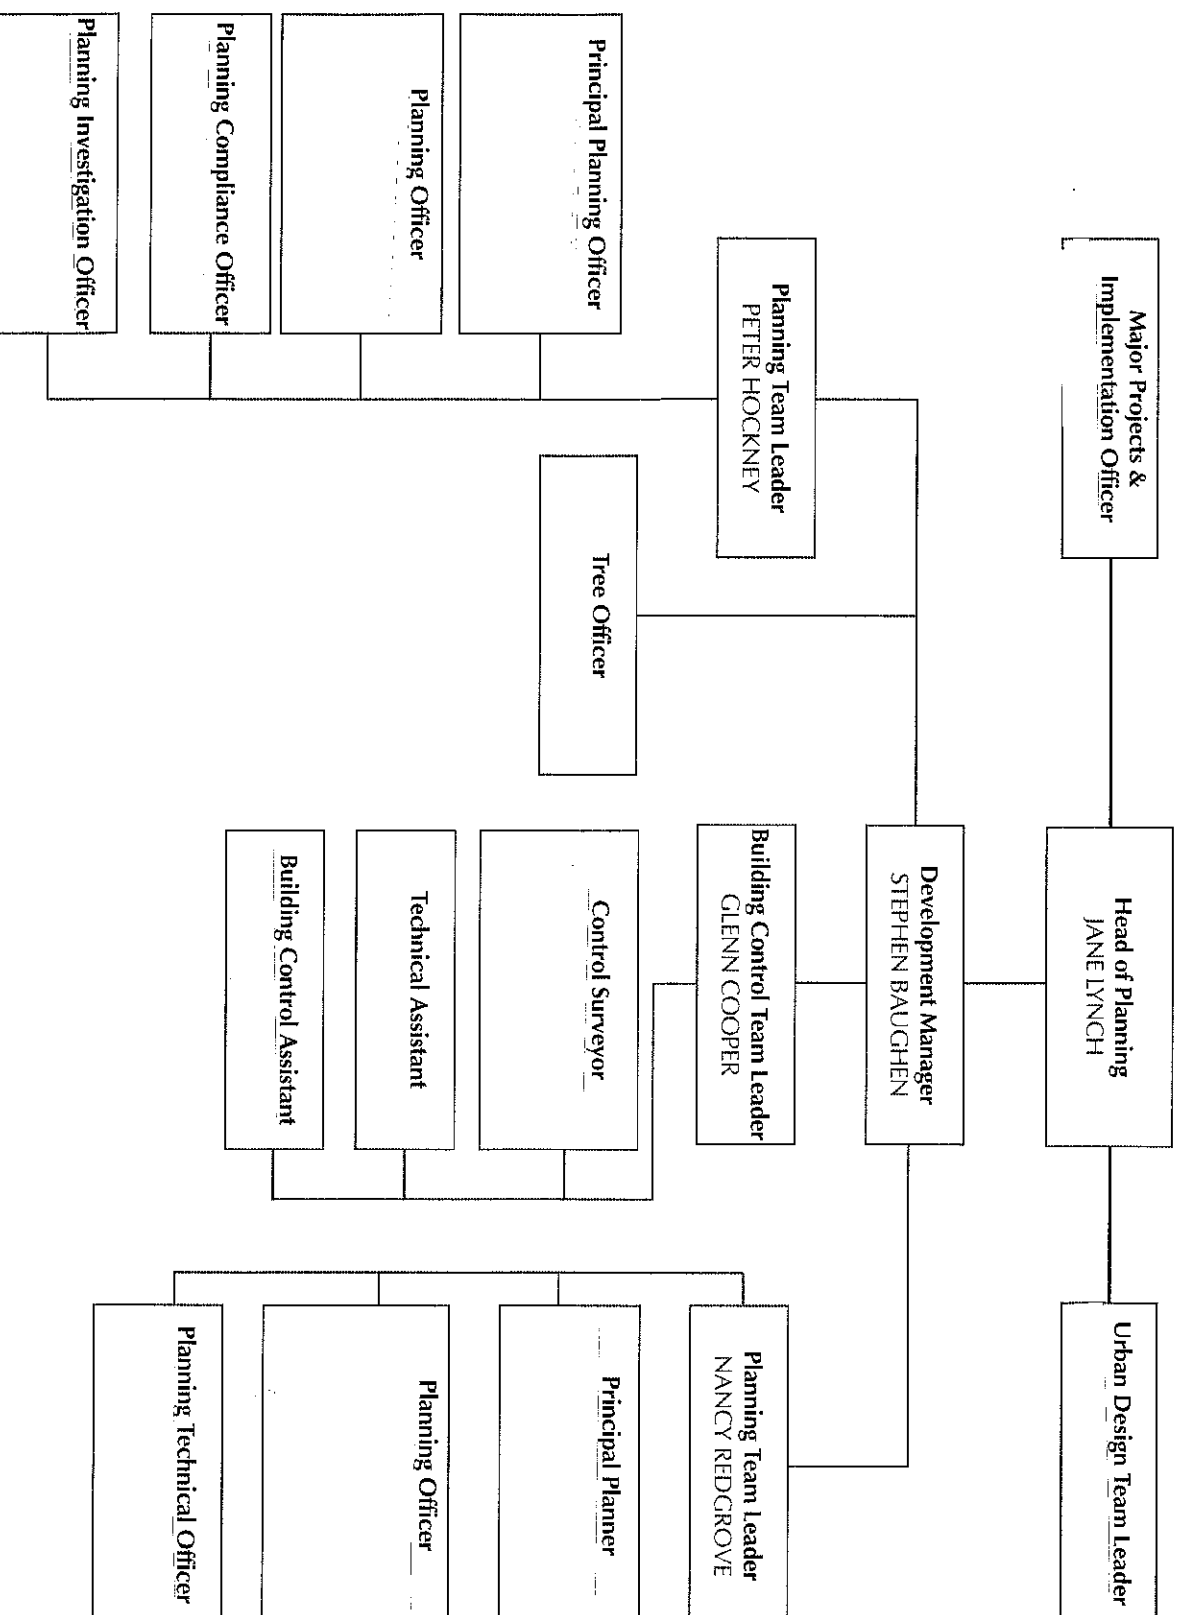 Major Projects &
Implementation Officer
Head of Planning
JANE LYNCH
Urban Design Team Leader
Development Manager
STEPHEN BAUGHEN
Planning Team Leader
PETER HOCKNEY
Building Control Team Leader
GLENN COOPER
Planning Team Leader
NANCY REDGROVE
Tree Officer
Principal Planning Officer
Planning Officer
Planning Compliance Officer
Planning Investigation Officer
Control Surveyor
Technical Assistant
Building Control Assistant
Principal Planner
Planning Officer
Planning Technical Officer